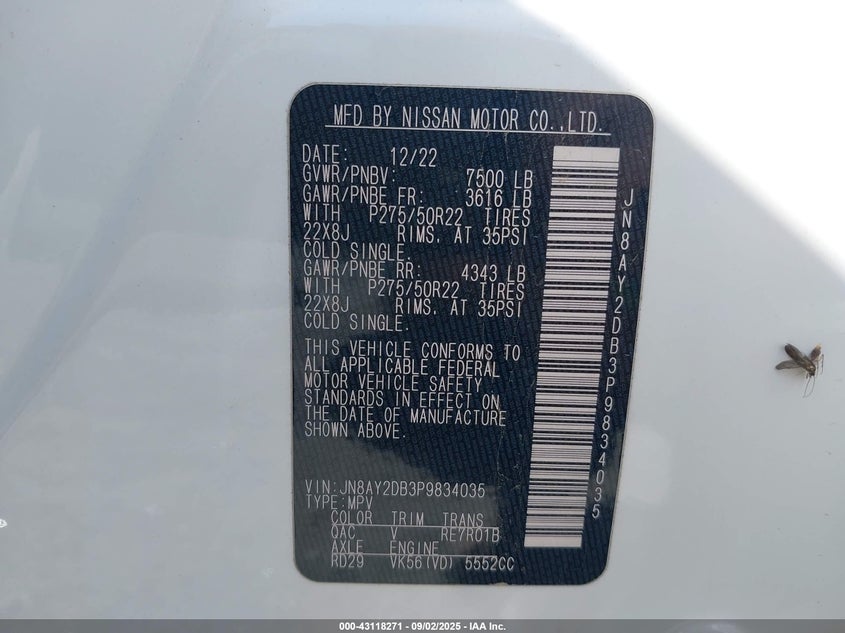 MFD BY NISSAN MOTOR CO.,LTD.
DATE: 12/22
GVWR/PNBV: 7500 LB
GAWR/PNBE FR: 3616 LB
WITH P275/50R22 TIRES
22X8J RIMS, AT 35PSI
COLD SINGLE.
GAWR/PNBE RR: 4343 LB
WITH P275/50R22 TIRES
22X8J RIMS, AT 35PSI
COLD SINGLE.
THIS VEHICLE CONFORMS TO
ALL APPLICABLE FEDERAL
MOTOR VEHICLE SAFETY
STANDARDS IN EFFECT ON
THE DATE OF MANUFACTURE
SHOWN ABOVE.
VIN:JN8AY2DB3P9834035
TYPE:MPV
COLOR TRIM TRANS
QAC V RE7R01B
AXLE ENGINE
RD29 VK56(VD) 5552CC
JN8AY2DB3P9834035
000-43118271 - 09/02/2025 - IAA Inc.